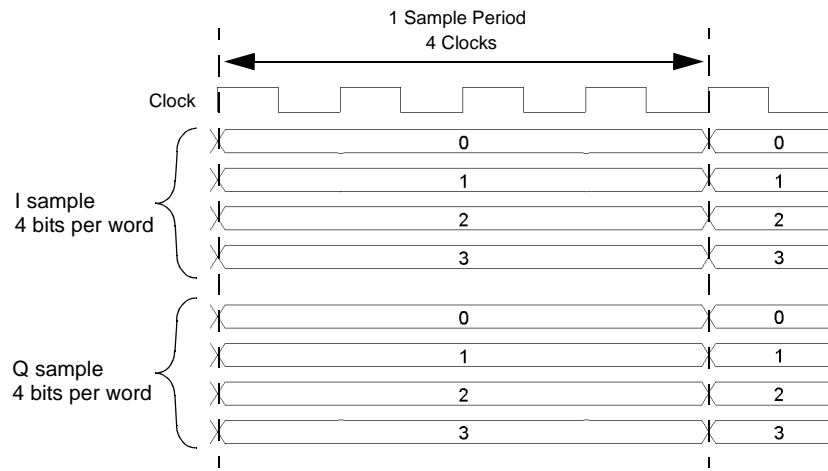 1 Sample Period
4 Clocks
Clock
0 0
1 1
I sample
4 bits per word
2 2
3 3
0 0
1 1
Q sample
4 bits per word
2 2
3 3